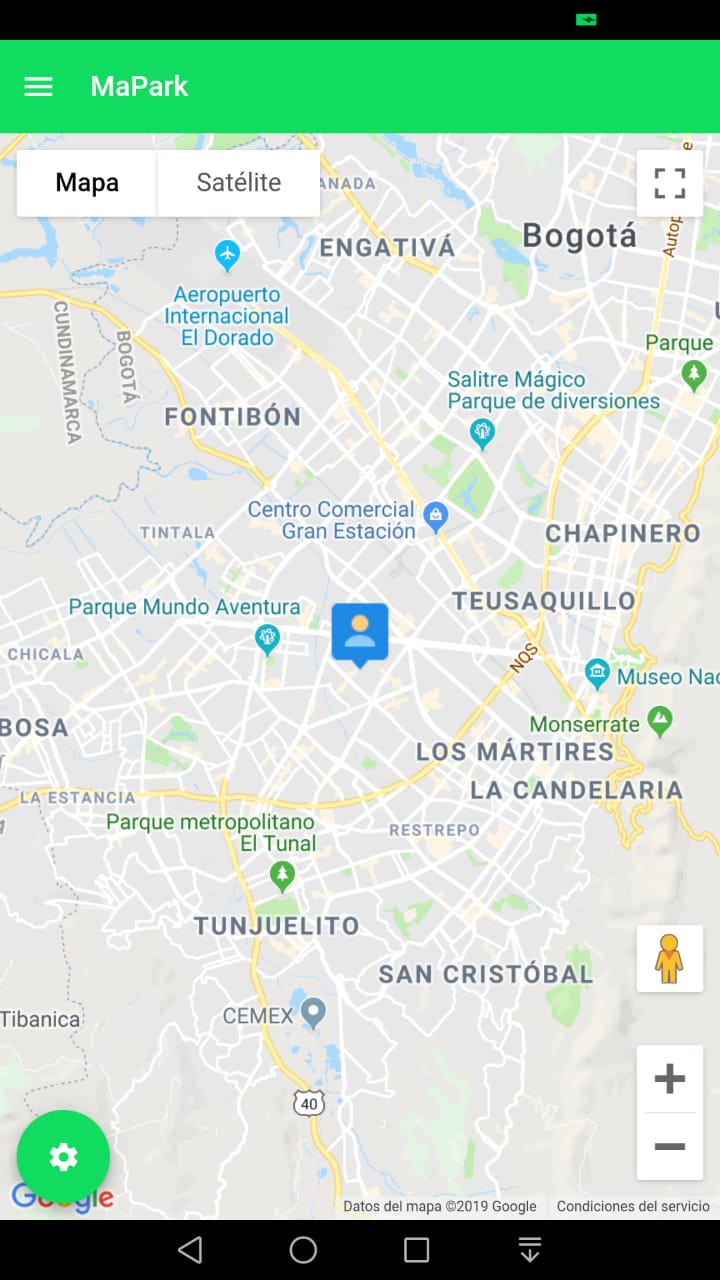 MaPark
Mapa
Satélite
ANADA
Bogotá
ENGATIVÁ
Autop
Aeropuerto
Internacional
El Dorado
CUNDINAMARCA
BOGOTÁ
Parque
Salitre Mágico
Parque de diversiones
FONTIBÓN
Centro Comercial
Gran Estación
TINTALA
CHAPINERO
TEUSAQUILLO
Parque Mundo Aventura
CHICALA
NQS
Museo Nac
BOSA
Monserrate
LOS MÁRTIRES
LA CANDELARIA
LA ESTANCIA
Parque metropolitano
El Tunal
RESTREPO
TUNJUELITO
SAN CRISTÓBAL
CEMEX
Tibanica
40
Google
Datos del mapa ©2019 Google
Condiciones del servicio